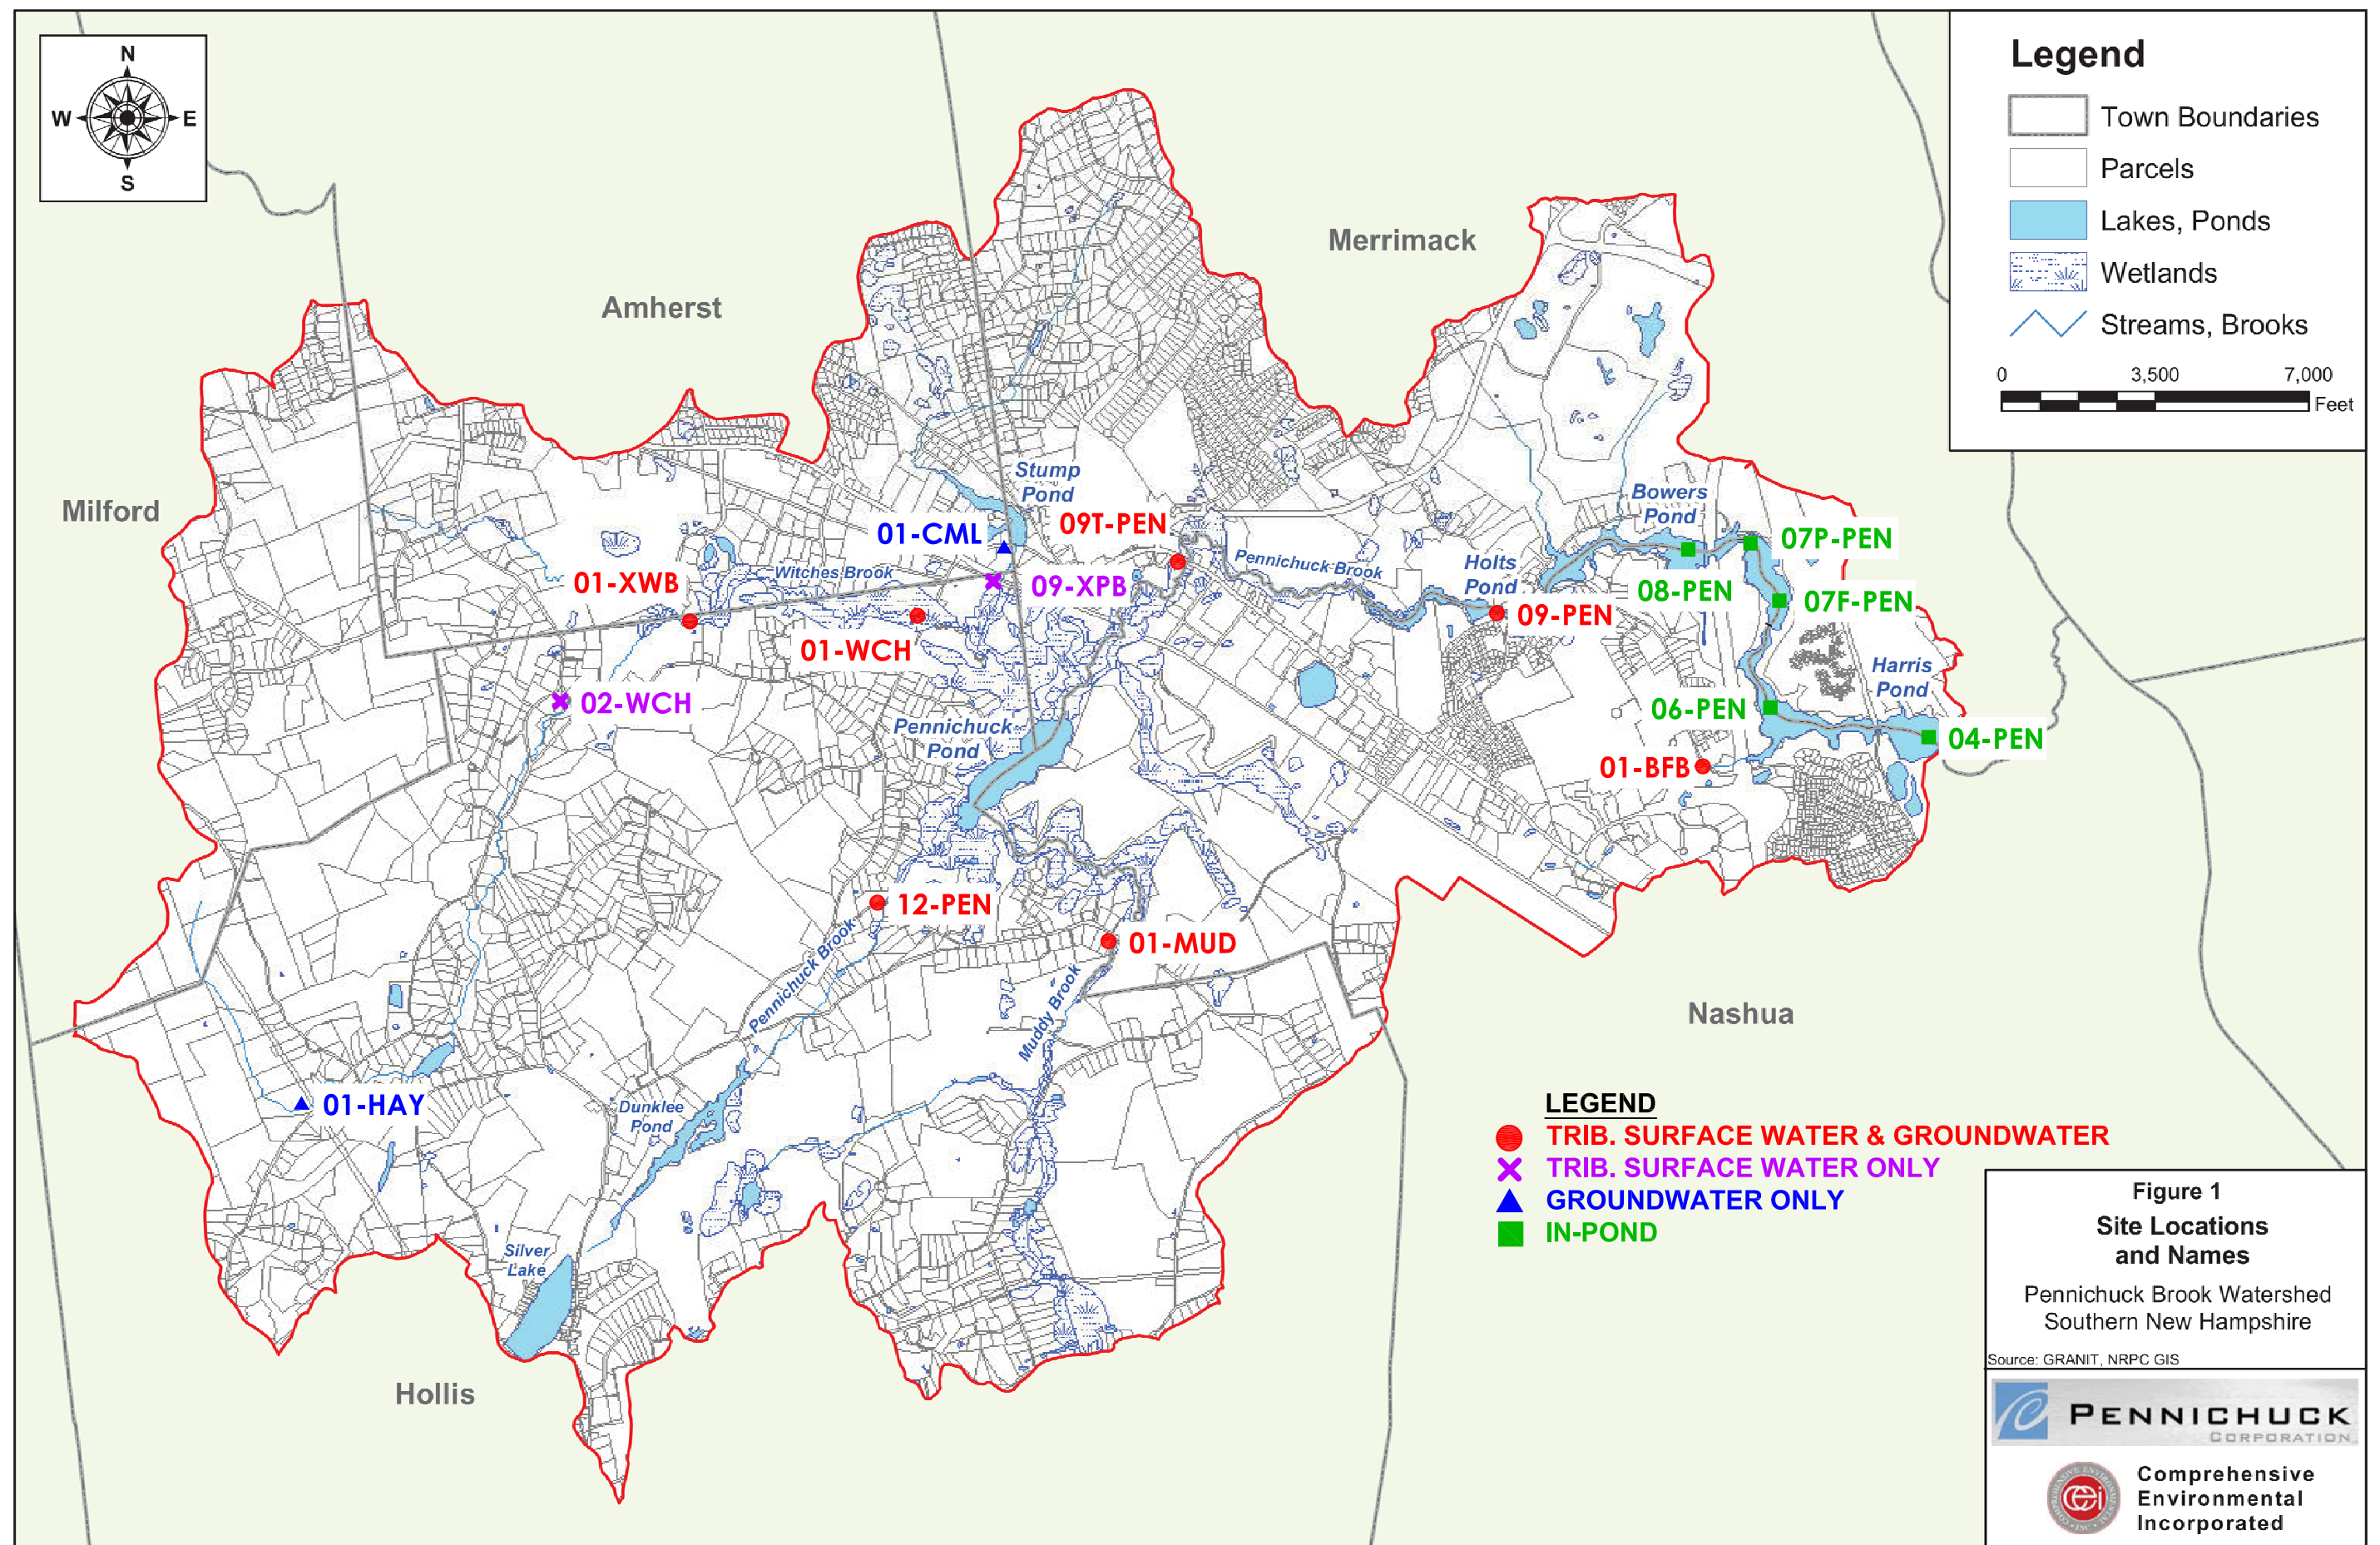 N
W
E
S
Legend
Town Boundaries
Parcels
Lakes, Ponds
Wetlands
Streams, Brooks
0 3,500 7,000
Feet
Merrimack
Amherst
Milford
Stump
Pond
Bowers
Pond
01-CML
09T-PEN
07P-PEN
Pennichuck Brook
Holts
Pond
Witches Brook
01-XWB
09-XPB
08-PEN
07F-PEN
09-PEN
01-WCH
Harris
Pond
02-WCH
06-PEN
Pennichuck
Pond
04-PEN
01-BFB
12-PEN
01-MUD
Pennichuck Brook
Muddy Brook
Nashua
01-HAY
Dunklee
Pond
Silver
Lake
Hollis
LEGEND
TRIB. SURFACE WATER & GROUNDWATER
TRIB. SURFACE WATER ONLY
GROUNDWATER ONLY
IN-POND
Figure 1
Site Locations
and Names
Pennichuck Brook Watershed
Southern New Hampshire
Source: GRANIT, NRPC GIS
PENNICHUCK
CORPORATION
cei
Comprehensive
Environmental
Incorporated